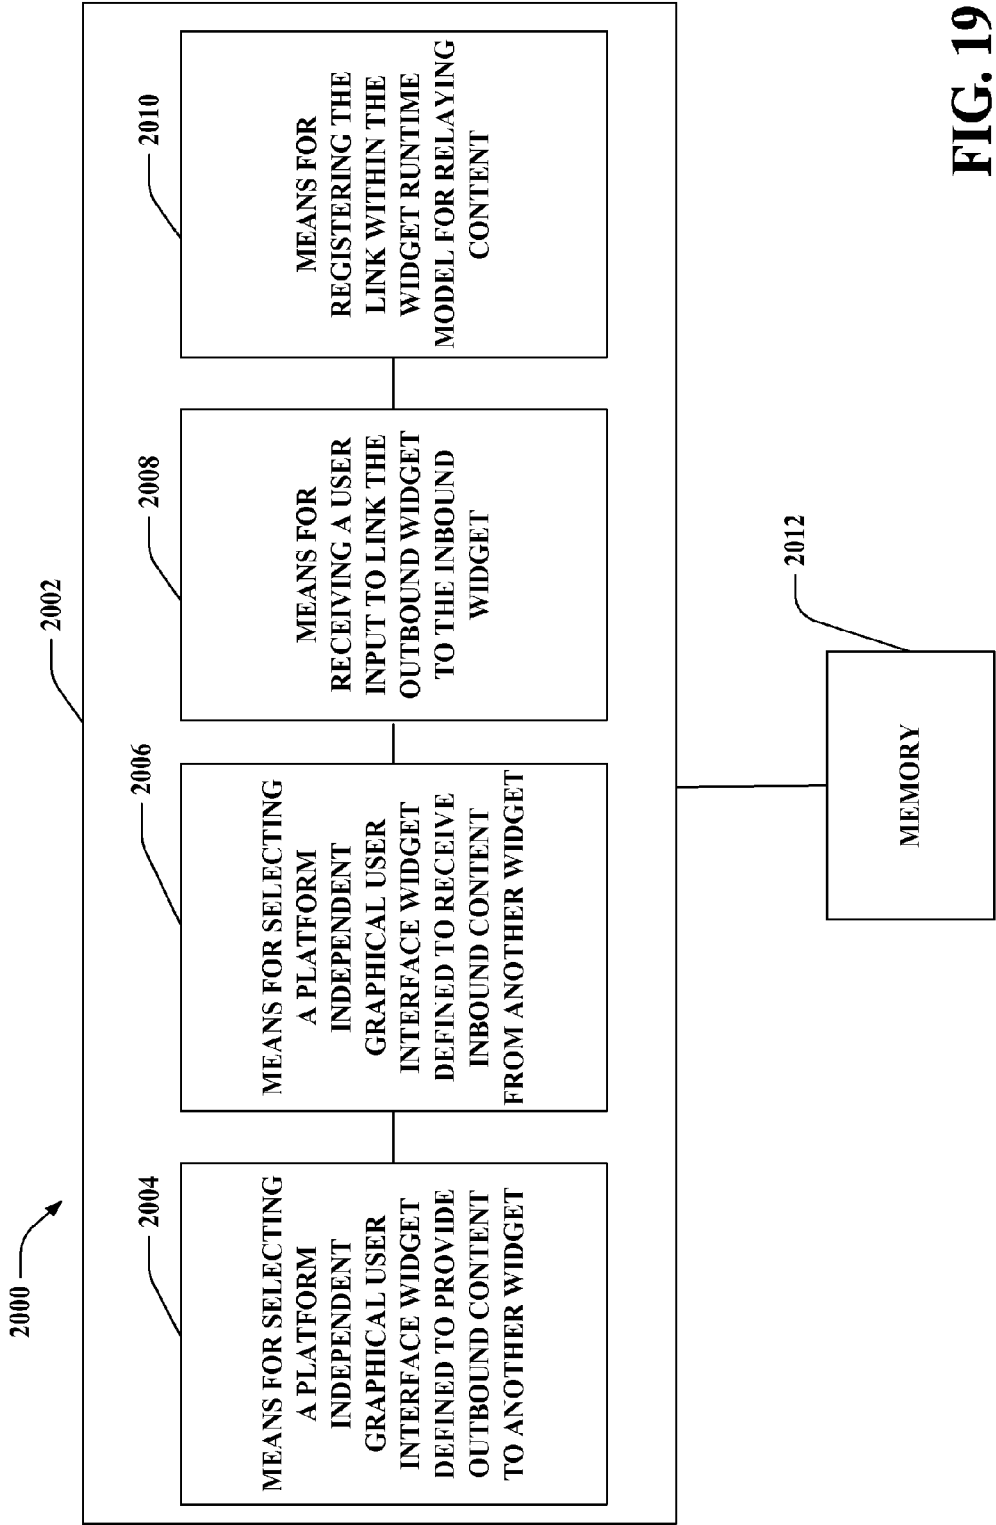 2000
2002
2004
MEANS FOR SELECTING
A PLATFORM
INDEPENDENT
GRAPHICAL USER
INTERFACE WIDGET
DEFINED TO PROVIDE
OUTBOUND CONTENT
TO ANOTHER WIDGET
2006
MEANS FOR SELECTING
A PLATFORM
INDEPENDENT
GRAPHICAL USER
INTERFACE WIDGET
DEFINED TO RECEIVE
INBOUND CONTENT
FROM ANOTHER WIDGET
2008
MEANS FOR
RECEIVING A USER
INPUT TO LINK THE
OUTBOUND WIDGET
TO THE INBOUND
WIDGET
2010
MEANS FOR
REGISTERING THE
LINK WITHIN THE
WIDGET RUNTIME
MODEL FOR RELAYING
CONTENT
2012
MEMORY
FIG. 19